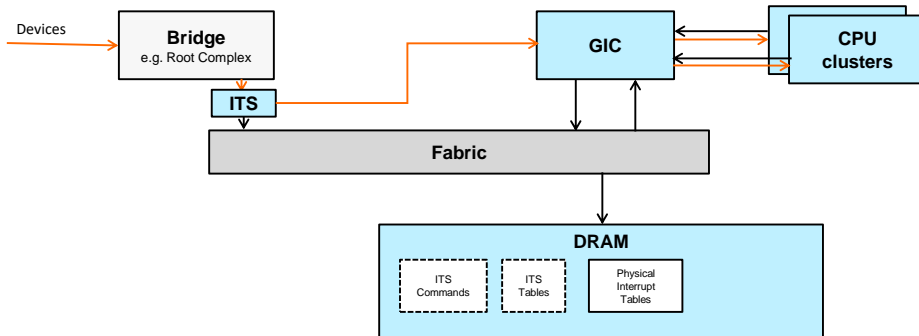 Devices
Bridge
e.g. Root Complex
ITS
GIC
CPU
clusters
Fabric
DRAM
ITS
Commands
ITS
Tables
Physical
Interrupt
Tables